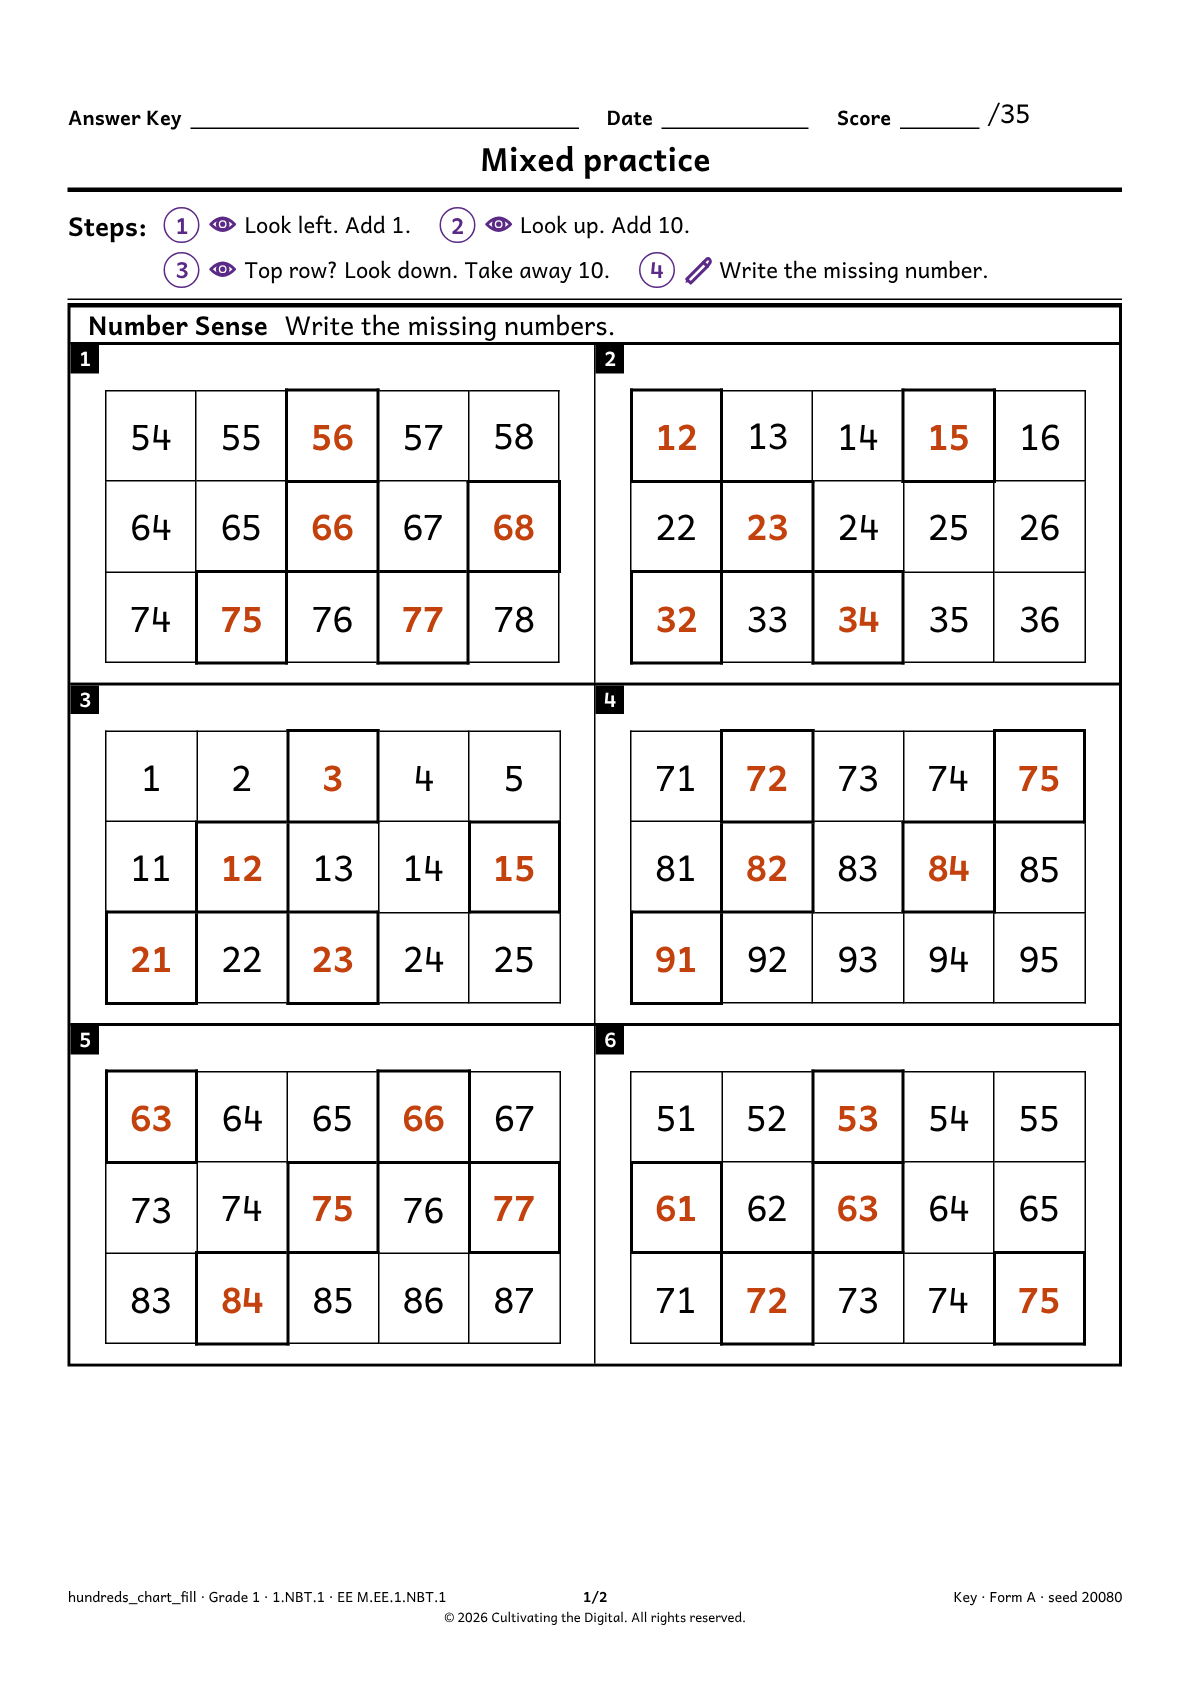 Answer Key Date Score /35
Mixed practice
Steps: 1 Look left. Add 1. 2 Look up. Add 10.
3 Top row? Look down. Take away 10. 4 Write the missing number.
Number Sense Write the missing numbers.
1
54 55 56 57 58
64 65 66 67 68
74 75 76 77 78
2
12 13 14 15 16
22 23 24 25 26
32 33 34 35 36
3
1 2 3 4 5
11 12 13 14 15
21 22 23 24 25
4
71 72 73 74 75
81 82 83 84 85
91 92 93 94 95
5
63 64 65 66 67
73 74 75 76 77
83 84 85 86 87
6
51 52 53 54 55
61 62 63 64 65
71 72 73 74 75
hundreds_chart_fill · Grade 1 · 1.NBT.1 · EE M.EE.1.NBT.1 1/2 Key · Form A · seed 20080
© 2026 Cultivating the Digital. All rights reserved.